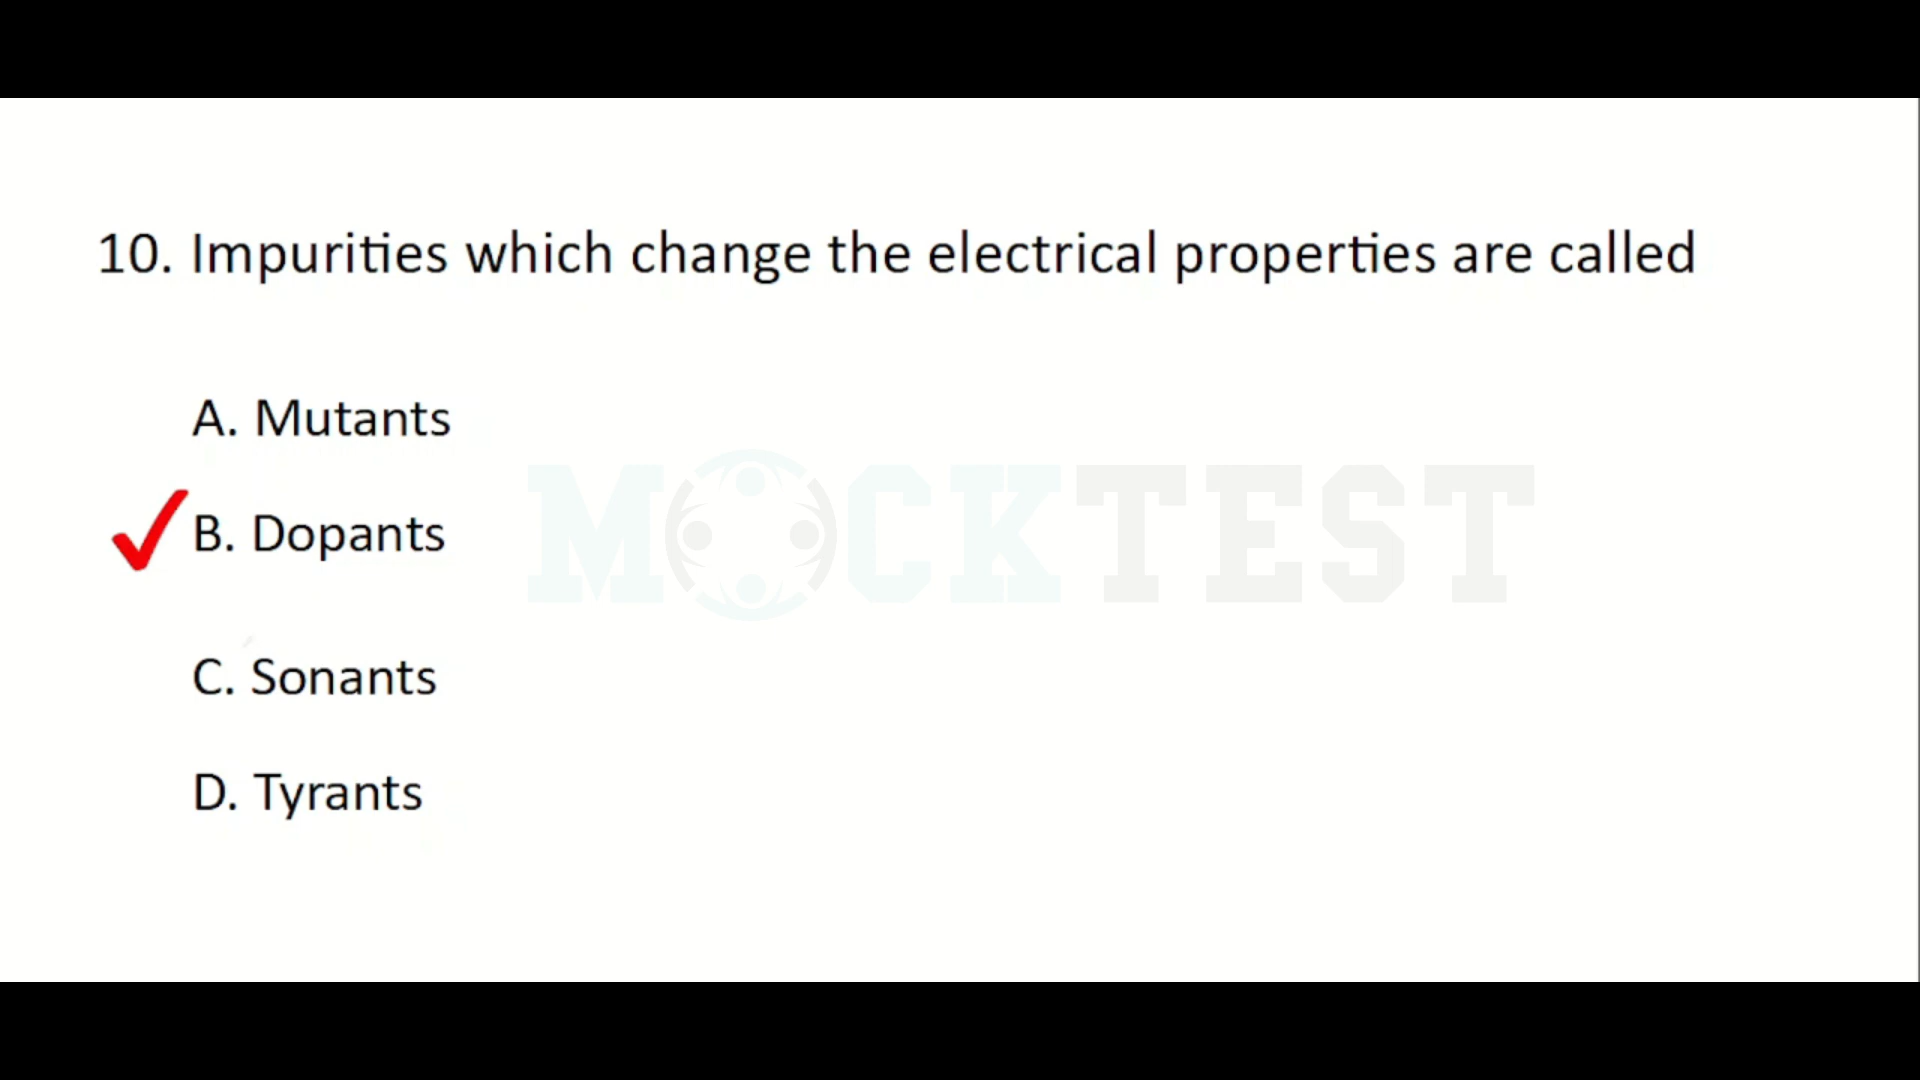 10. Impurities which change the electrical properties are called
A. Mutants
MOCKTEST
B. Dopants
C. Sonants
D. Tyrants